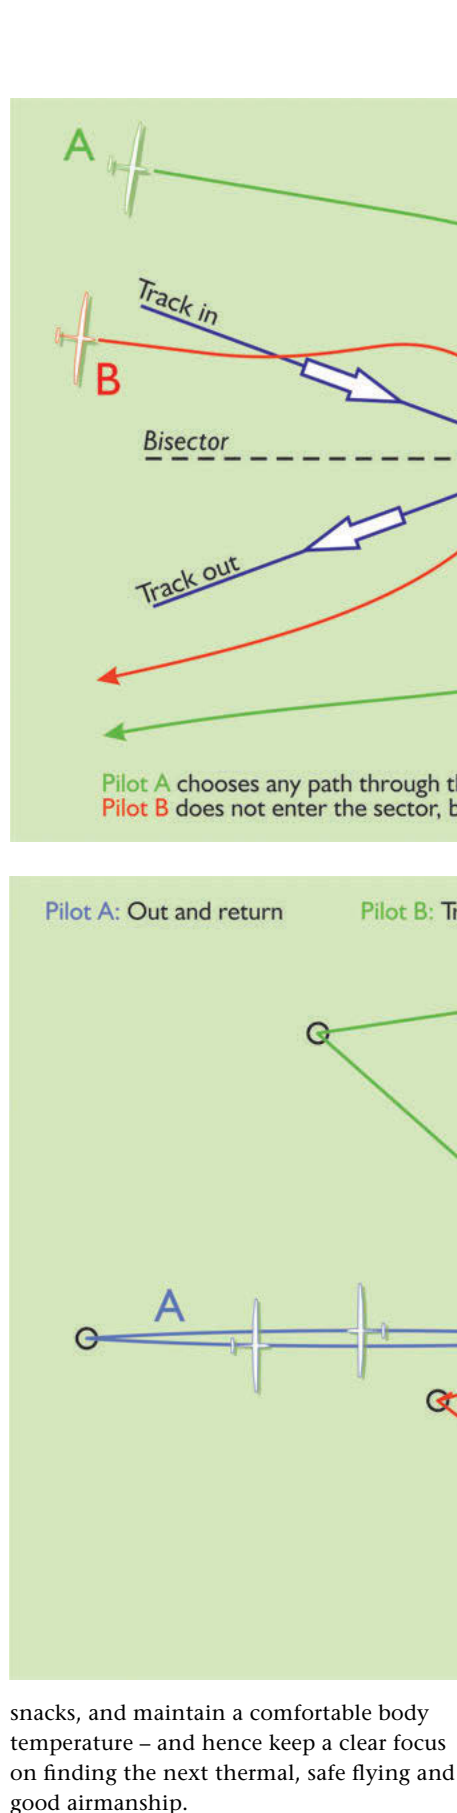 A
Track in
B
Bisector
Track out
Pilot A chooses any path through
Pilot B does not enter the sector,
Pilot A: Out and return Pilot B:
A
snacks, and maintain a comfortable body
temperature – and hence keep a clear focus
on finding the next thermal, safe flying and
good airmanship.